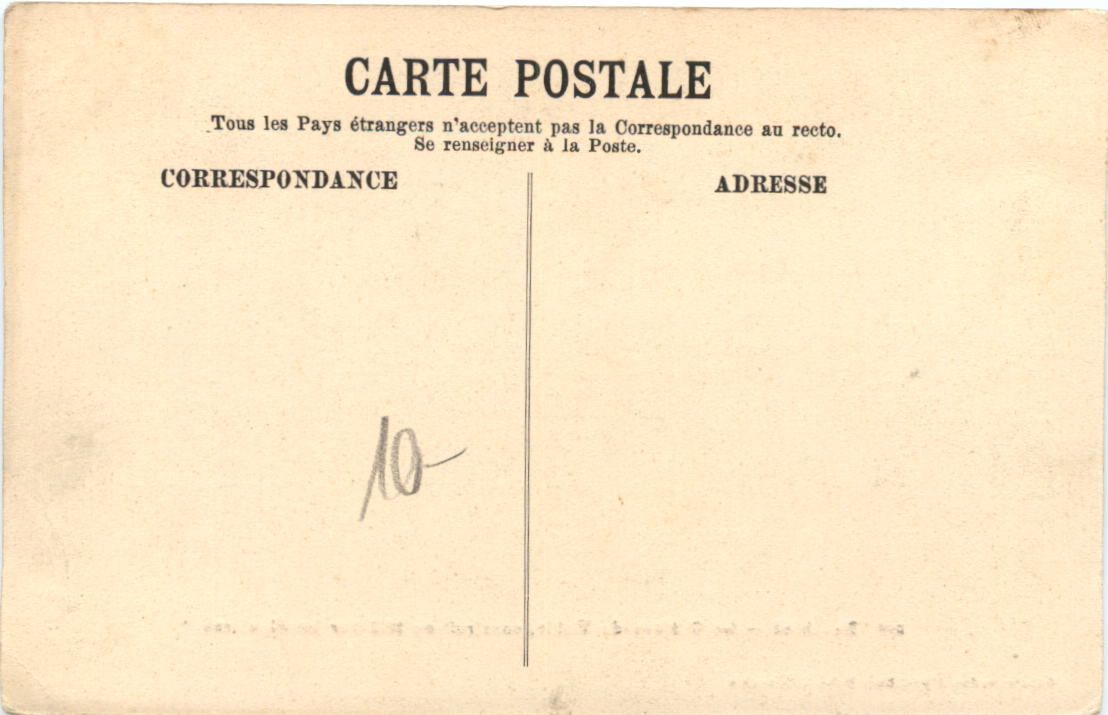 CARTE POSTALE
Tous les Pays étrangers n'acceptent pas la Correspondance au recto.
Se renseigner à la Poste.
CORRESPONDANCE
ADRESSE
10-